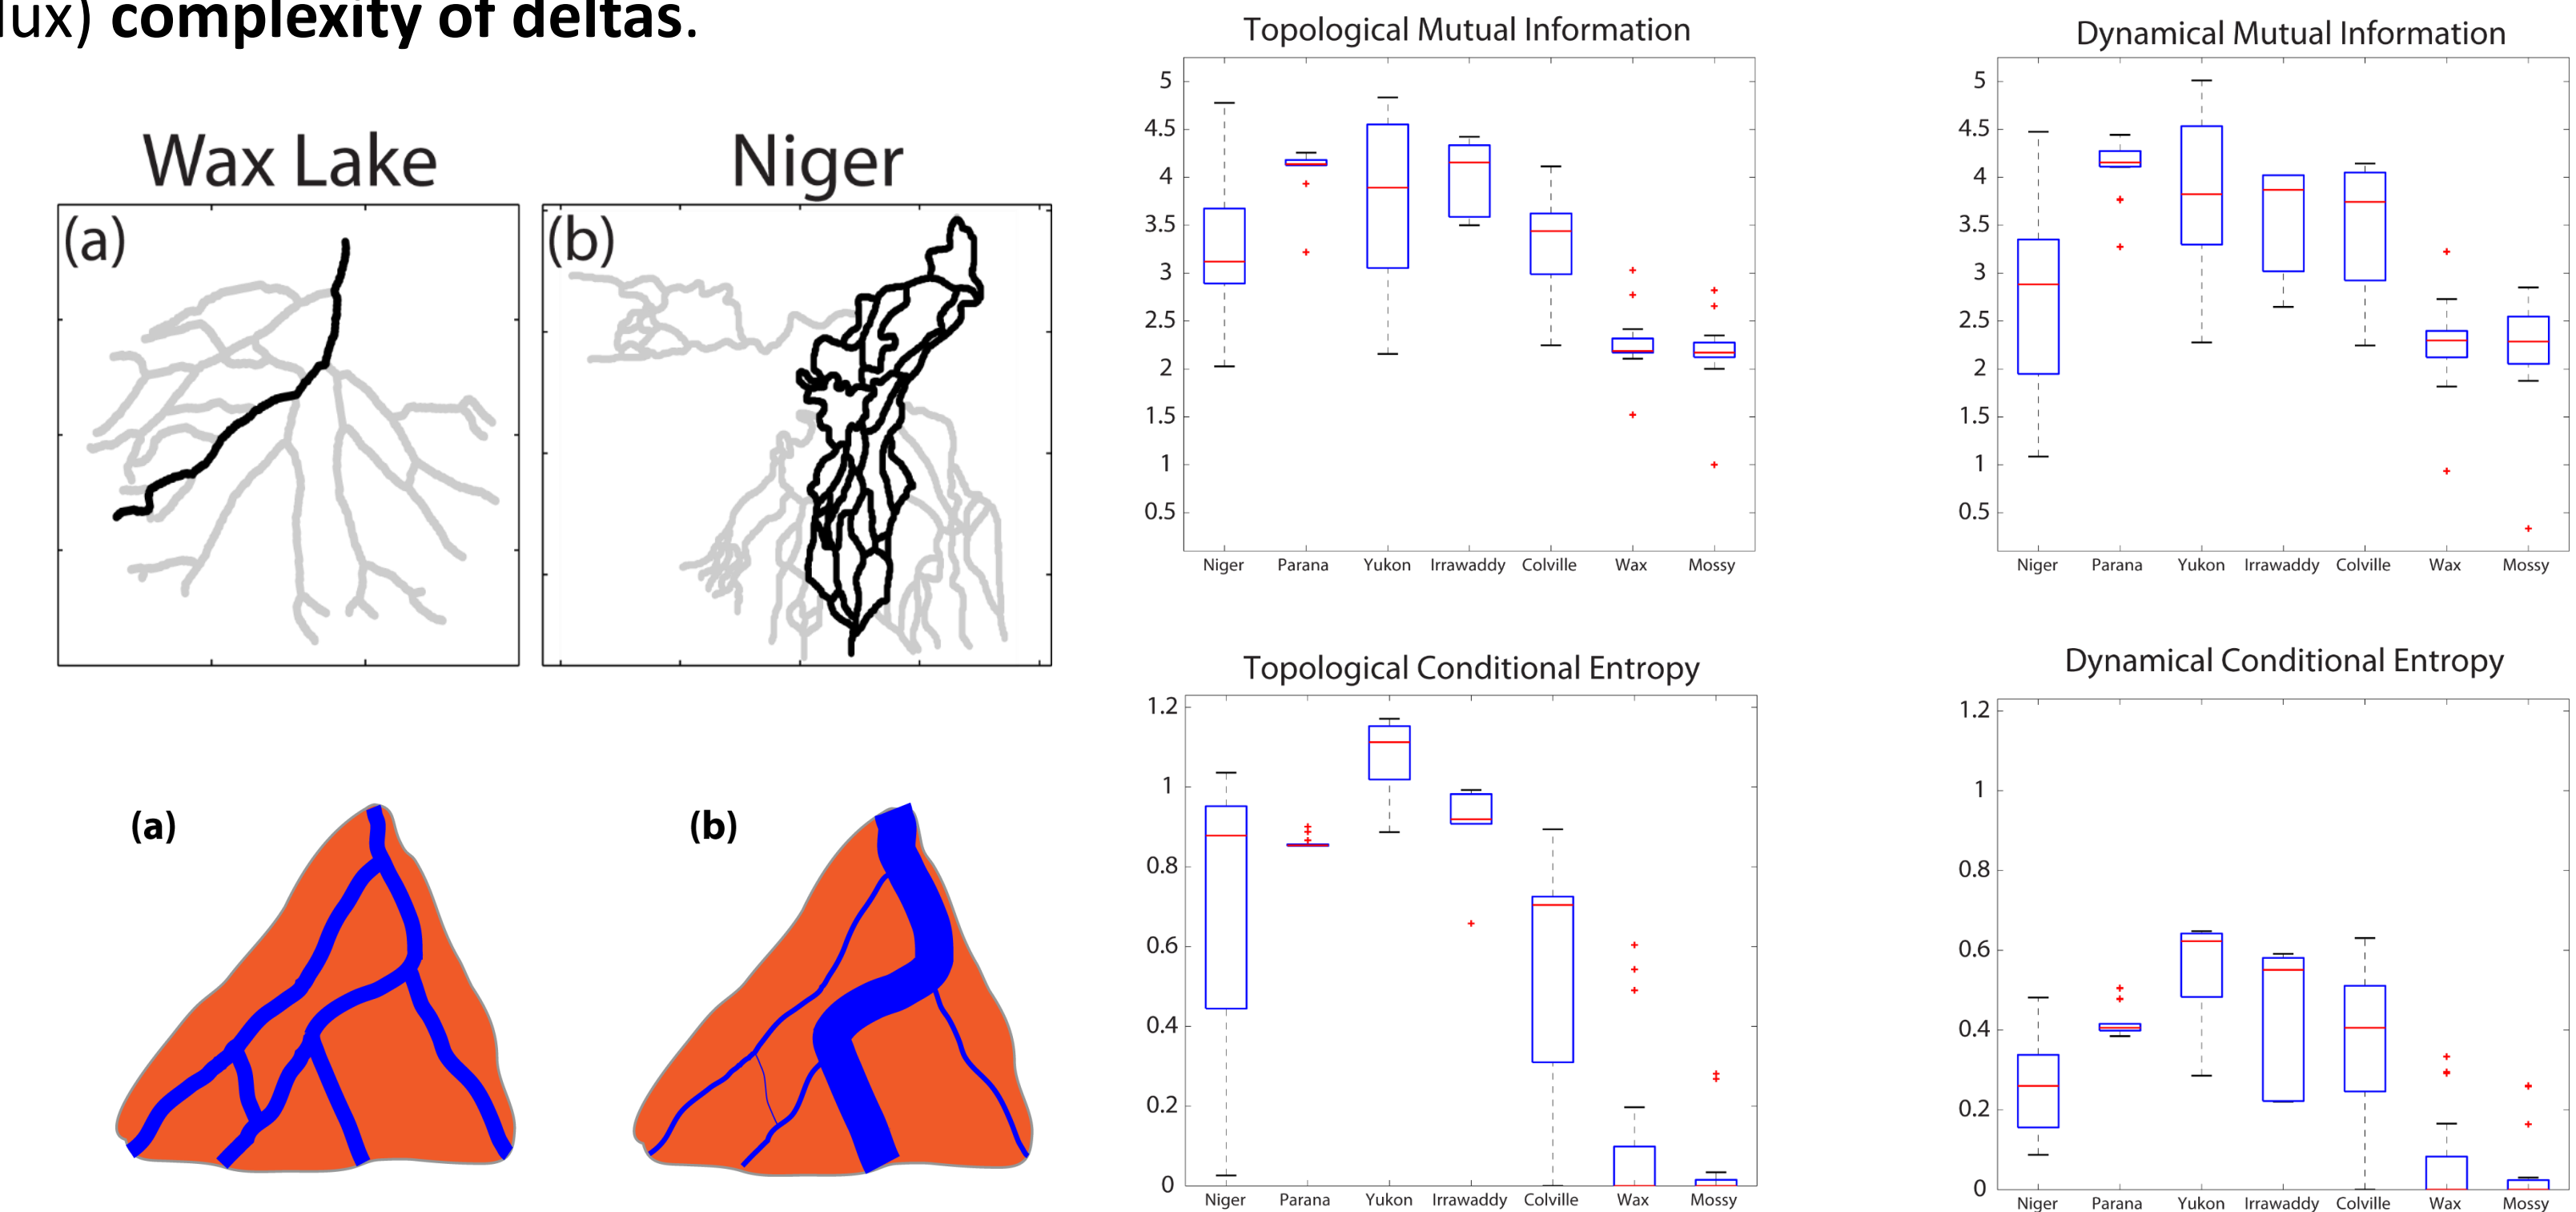 complexity of deltas.
Wax Lake
Niger
(a)
(b)
(a)
(b)
Topological Mutual Information
5
4.5
4
3.5
3
2.5
2
1.5
1
0.5
Niger Parana Yukon Irrawaddy Colville Wax Mossy
Dynamical Mutual Information
5
4.5
4
3.5
3
2.5
2
1.5
1
0.5
Niger Parana Yukon Irrawaddy Colville Wax Mossy
Topological Conditional Entropy
1.2
1
0.8
0.6
0.4
0.2
0
Niger Parana Yukon Irrawaddy Colville Wax Mossy
Dynamical Conditional Entropy
1.2
1
0.8
0.6
0.4
0.2
0
Niger Parana Yukon Irrawaddy Colville Wax Mossy